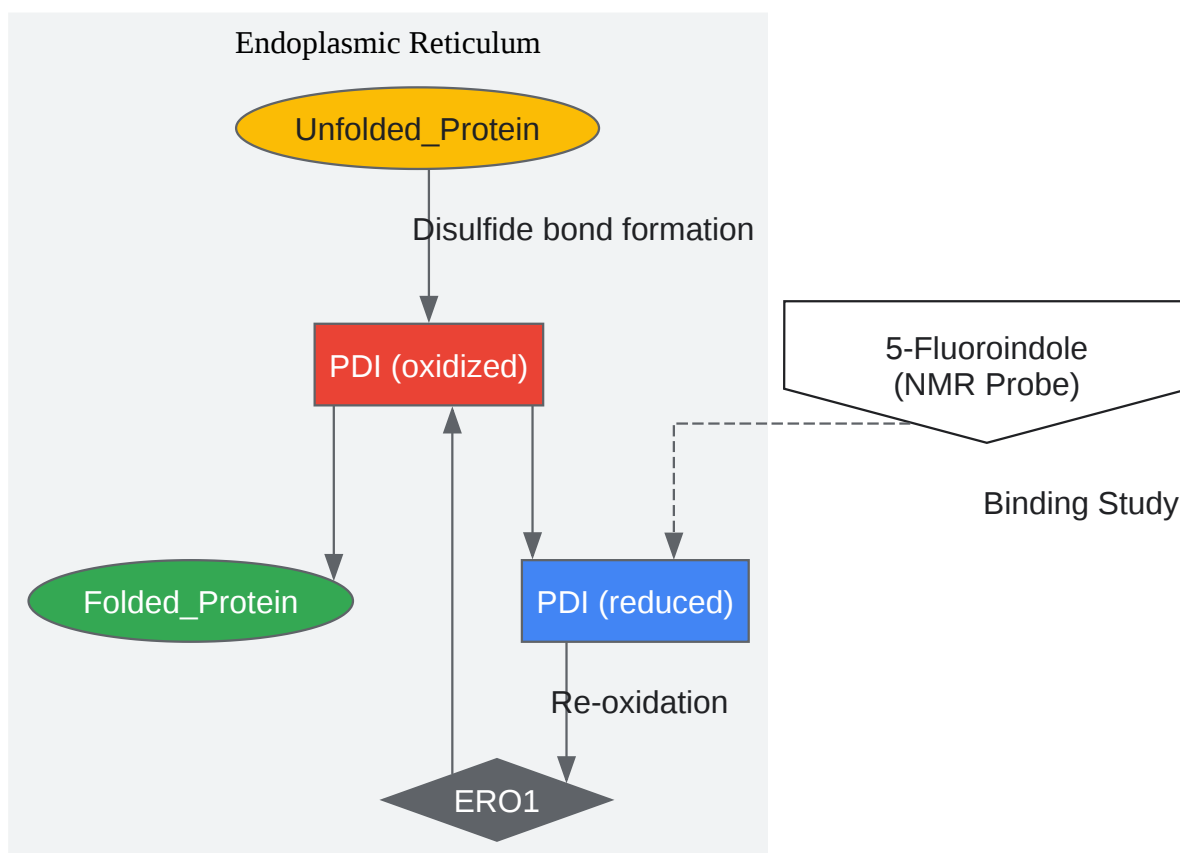 Endoplasmic Reticulum
Unfolded_Protein
Disulfide bond formation
PDI (oxidized)
5-Fluoroindole
(NMR Probe)
Binding Study
Folded_Protein
PDI (reduced)
Re-oxidation
ERO1